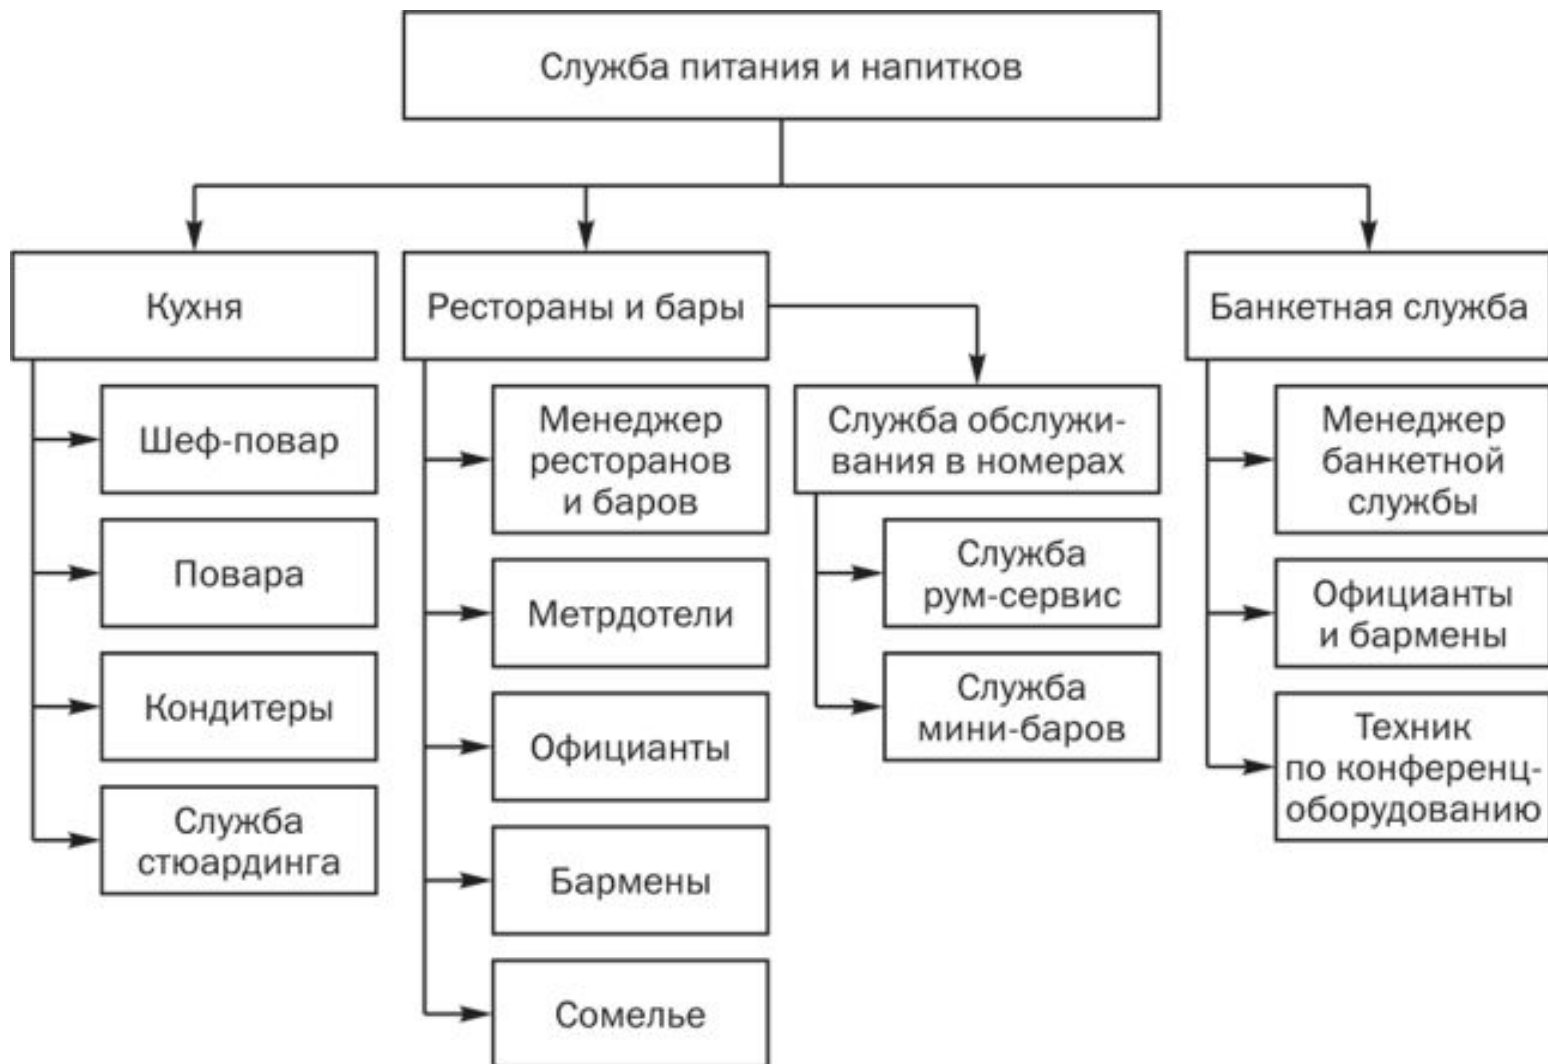 Служба питания и напитков
Кухня
Рестораны и бары
Банкетная служба
Шеф-повар
Повара
Кондитеры
Служба
стюардинга
Менеджер
ресторанов
и баров
Метрдотели
Официанты
Бармены
Сомелье
Служба обслужи-
вания в номерах
Служба
рум-сервис
Служба
мини-баров
Менеджер
банкетной
службы
Официанты
и бармены
Техник
по конференц-
оборудованию